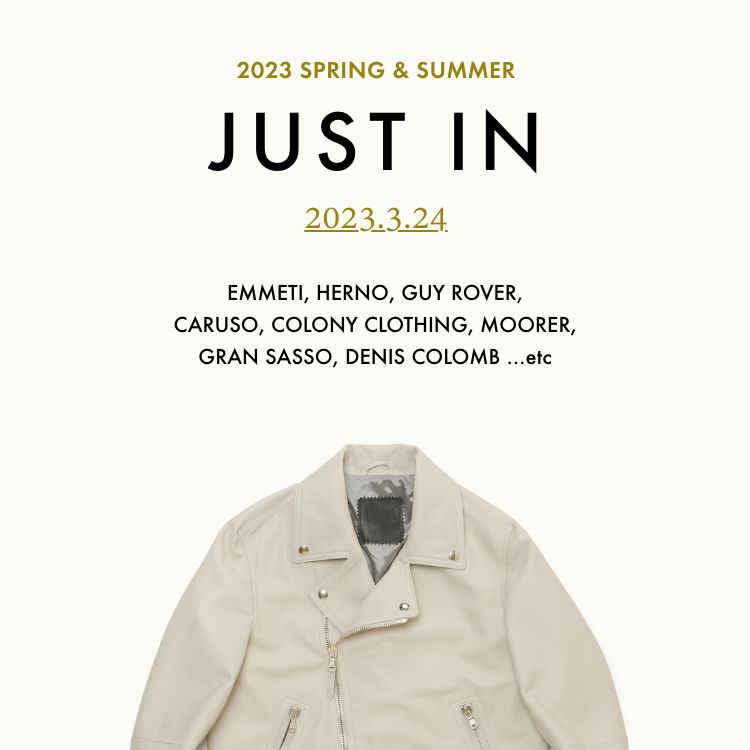 2023 SPRING & SUMMER
JUST IN
2023.3.24
EMMETI, HERNO, GUY ROVER,
CARUSO, COLONY CLOTHING, MOORER,
GRAN SASSO, DENIS COLOMB ...etc